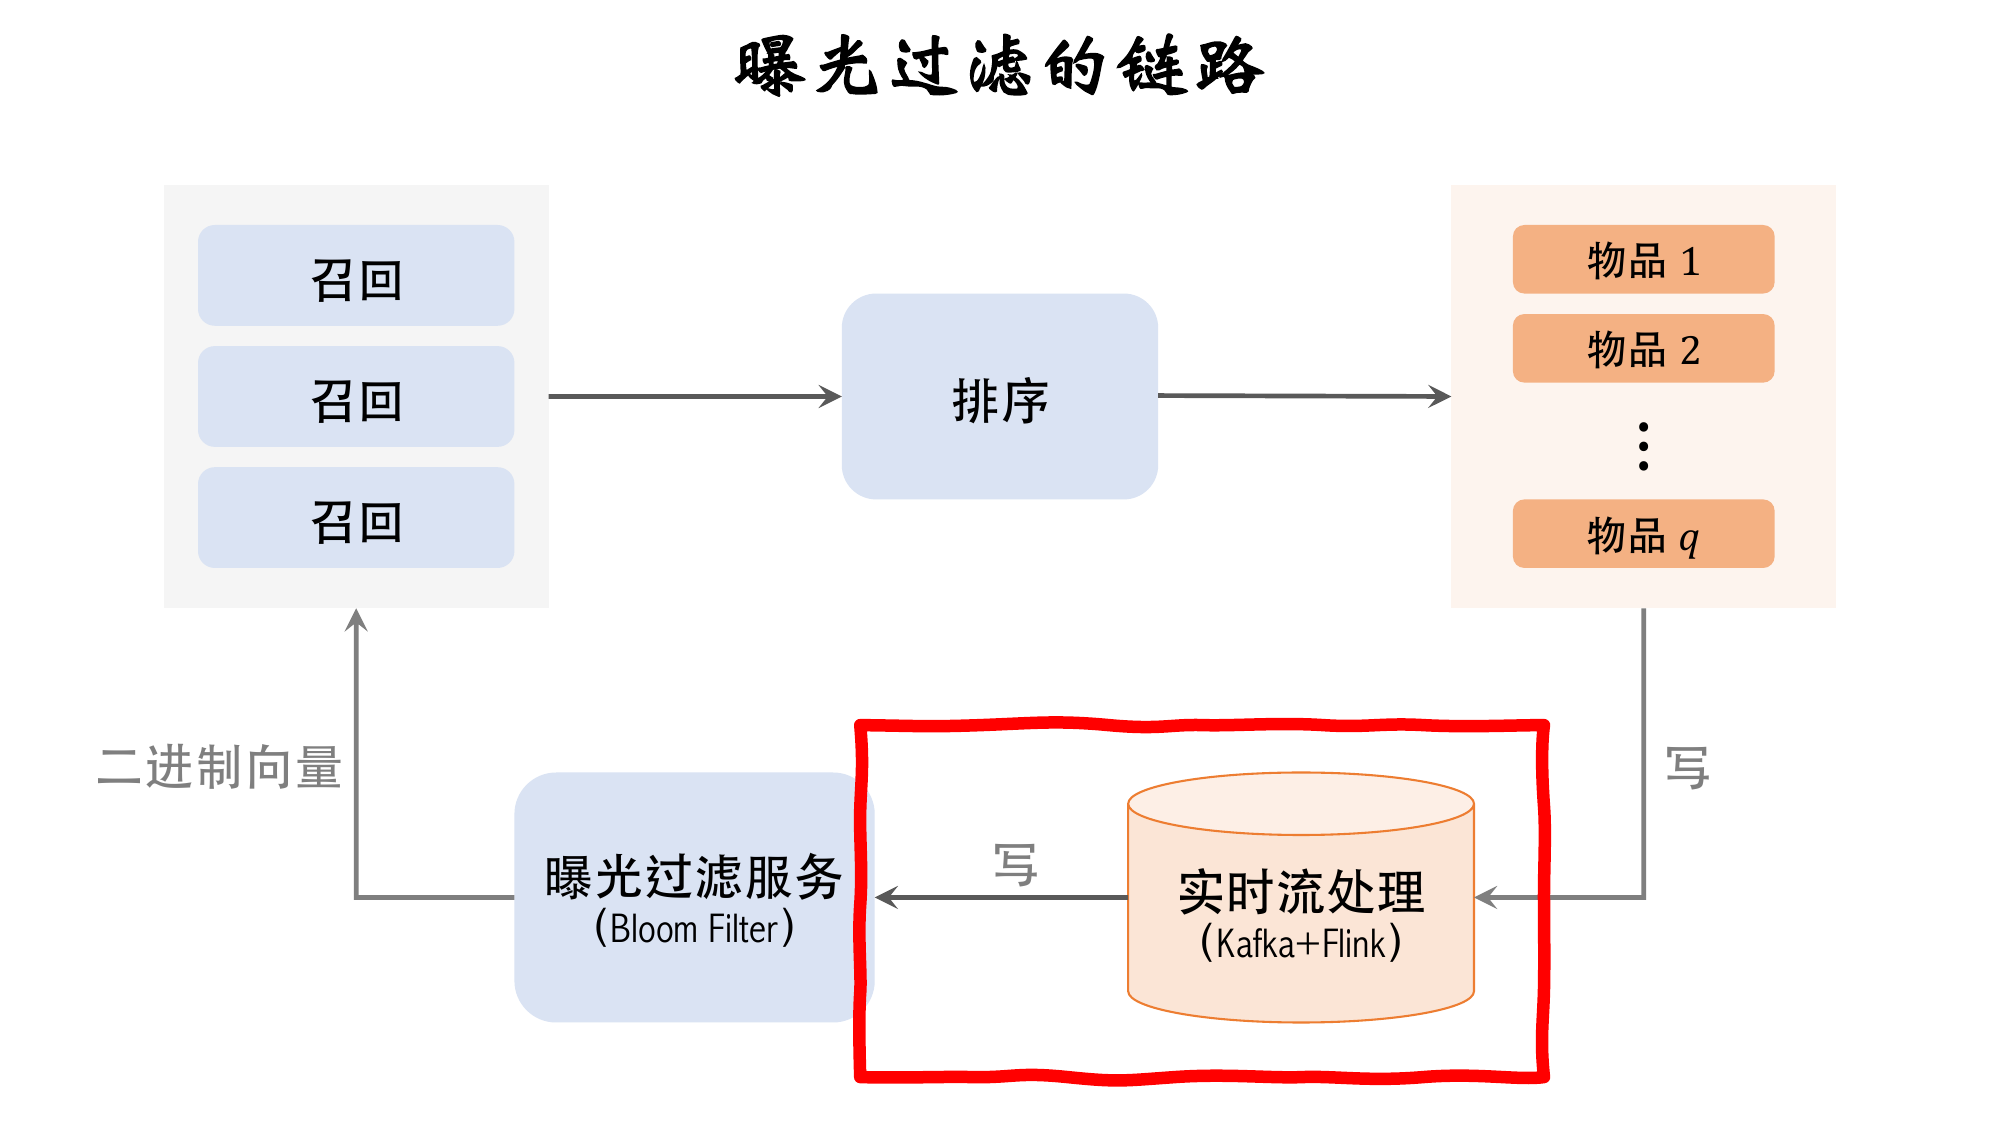 曝光过滤的链路
召回
召回
召回
排序
物品 1
物品 2
⋮
物品 q
二进制向量
曝光过滤服务
(Bloom Filter)
写
实时流处理
(Kafka+Flink)
写